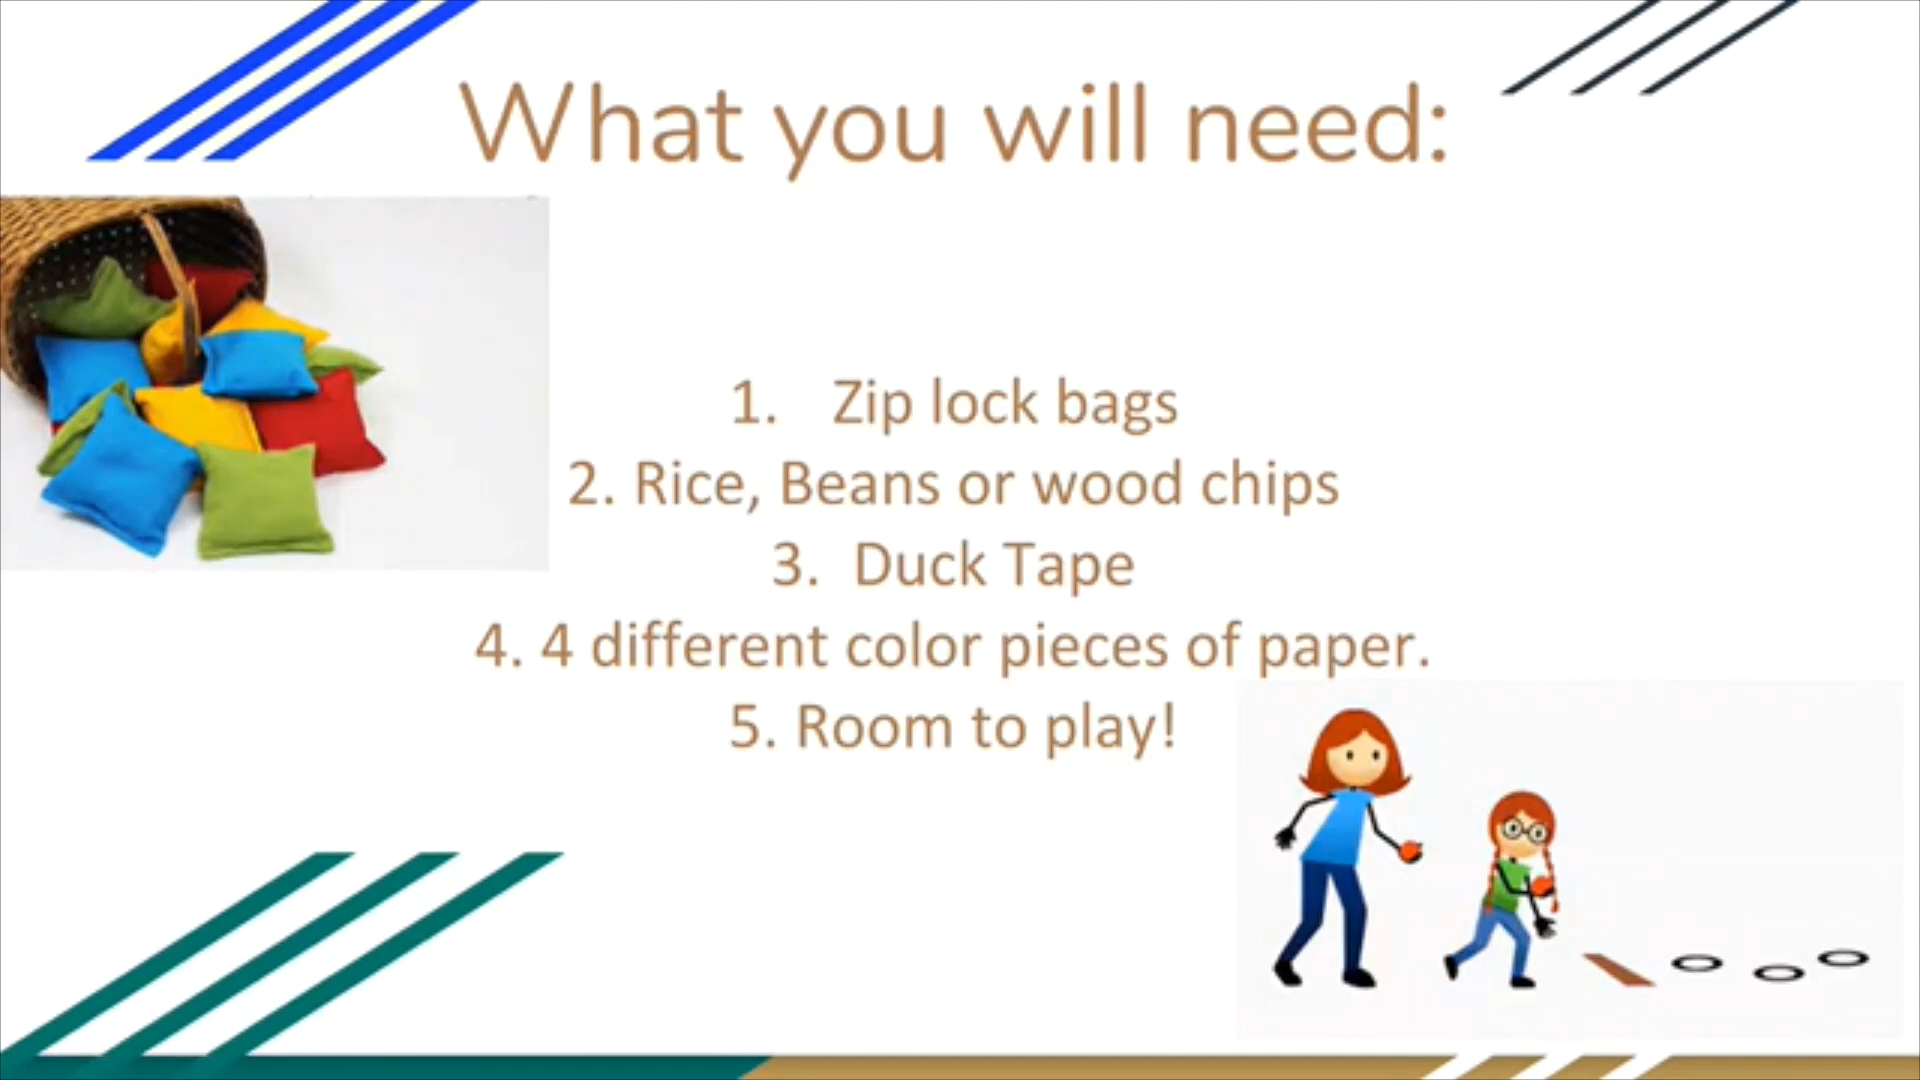 What you will need:
1. Zip lock bags
2. Rice, Beans or wood chips
3. Duck Tape
4. 4 different color pieces of paper.
5. Room to play!